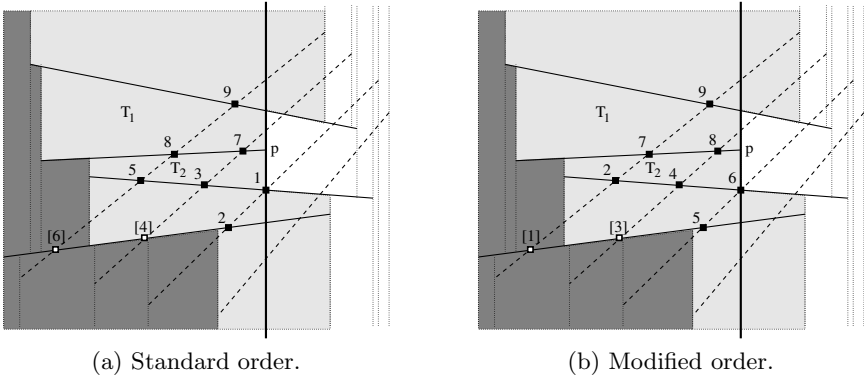 9
T1
8 7 p
T2
5 3 1
2
[6] [4]
(a) Standard order.
9
T1
7 8 p
T2
2 4 6
5
[1] [3]
(b) Modified order.